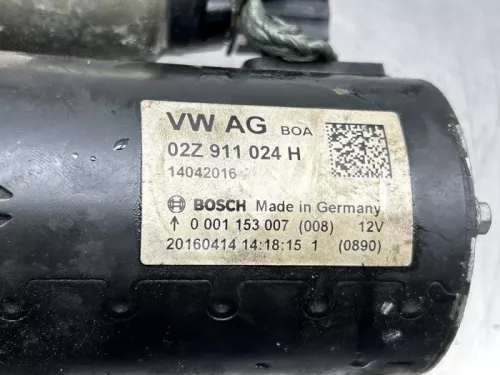 VW AG BOA
02Z 911 024 H
14042016
BOSCH Made in Germany
↑ 0 001 153 007 (008) 12V
20160414 14:18:15 1 (0890)